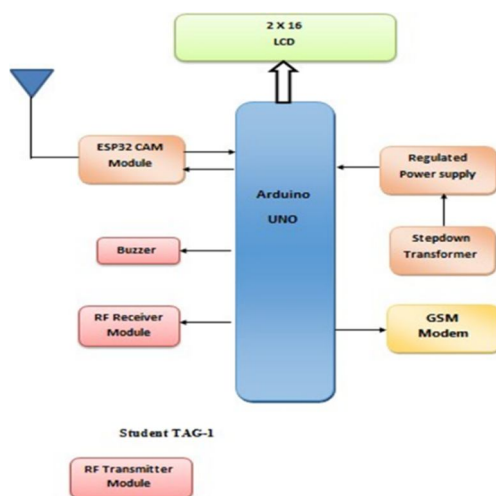 2 X 16
LCD
ESP32 CAM
Module
Arduino
UNO
Regulated
Power supply
Stepdown
Transformer
Buzzer
RF Receiver
Module
GSM
Modem
Student TAG-1
RF Transmitter
Module